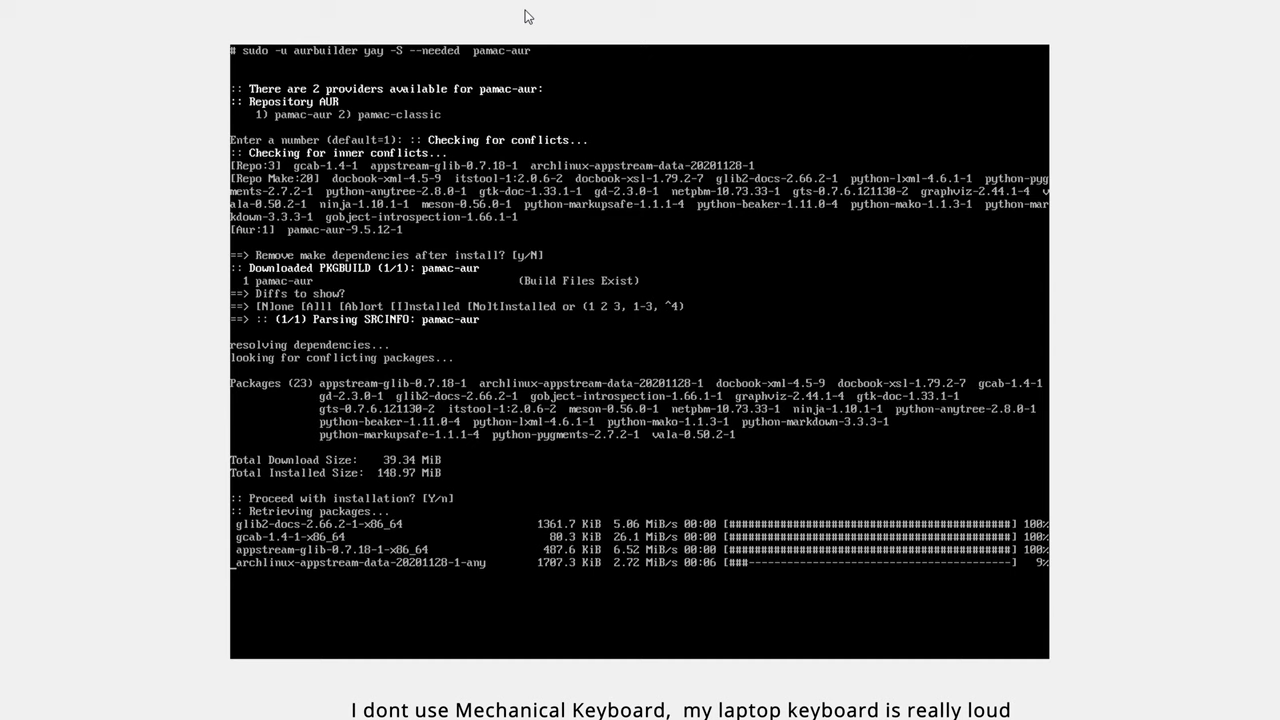 # sudo -u aurbuilder yay -S --needed  pamac-aur
:: There are 2 providers available for pamac-aur:
:: Repository AUR
    1) pamac-aur 2) pamac-classic
Enter a number (default=1): :: Checking for conflicts...
:: Checking for inner conflicts...
[Repo:3]  gcab-1.4-1  appstream-glib-0.7.18-1  archlinux-appstream-data-20201128-1
[Repo Make:20]  docbook-xml-4.5-9  itstool-1:2.0.6-2  docbook-xsl-1.79.2-7  glib2-docs-2.66.2-1  python-lxml-4.6.1-1  python-pyg
ments-2.7.2-1  python-anytree-2.8.0-1  gtk-doc-1.33.1-1  gd-2.3.0-1  netpbm-10.73.33-1  gts-0.7.6.121130-2  graphviz-2.44.1-4  v
ala-0.50.2-1  ninja-1.10.1-1  meson-0.56.0-1  python-markupsafe-1.1.1-4  python-beaker-1.11.0-4  python-mako-1.1.3-1  python-mar
kdown-3.3.3-1  gobject-introspection-1.66.1-1
[Aur:1]  pamac-aur-9.5.12-1
==> Remove make dependencies after install? [y/N]
:: Downloaded PKGBUILD (1/1): pamac-aur
  1 pamac-aur                                (Build Files Exist)
==> Diffs to show?
==> [N]one [A]ll [Ab]ort [I]nstalled [No]tInstalled or (1 2 3, 1-3, ^4)
==> :: (1/1) Parsing SRCINFO: pamac-aur
resolving dependencies...
looking for conflicting packages...
Packages (23) appstream-glib-0.7.18-1  archlinux-appstream-data-20201128-1  docbook-xml-4.5-9  docbook-xsl-1.79.2-7  gcab-1.4-1
gd-2.3.0-1  glib2-docs-2.66.2-1  gobject-introspection-1.66.1-1  graphviz-2.44.1-4  gtk-doc-1.33.1-1
gts-0.7.6.121130-2  itstool-1:2.0.6-2  meson-0.56.0-1  netpbm-10.73.33-1  ninja-1.10.1-1  python-anytree-2.8.0-1
python-beaker-1.11.0-4  python-lxml-4.6.1-1  python-mako-1.1.3-1  python-markdown-3.3.3-1
python-markupsafe-1.1.1-4  python-pygments-2.7.2-1  vala-0.50.2-1
Total Download Size:    39.34 MiB
Total Installed Size:  148.97 MiB
:: Proceed with installation? [Y/n]
:: Retrieving packages...
glib2-docs-2.66.2-1-x86_64    1361.7 KiB  5.06 MiB/s 00:00 [############################################] 100%
gcab-1.4-1-x86_64    80.3 KiB  26.1 MiB/s 00:00 [############################################] 100%
appstream-glib-0.7.18-1-x86_64    487.6 KiB  6.52 MiB/s 00:00 [############################################] 100%
_archlinux-appstream-data-20201128-1-any    1707.3 KiB  2.72 MiB/s 00:06 [###-----------------------------------------] 9%
I dont use Mechanical Keyboard,  my laptop keyboard is really loud